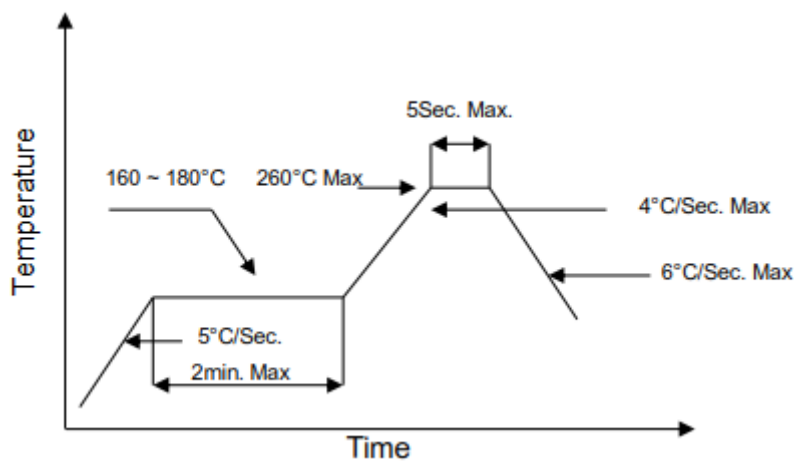 5Sec. Max.
160 ~ 180°C
260°C Max
4°C/Sec. Max
6°C/Sec. Max
5°C/Sec.
2min. Max
Temperature
Time